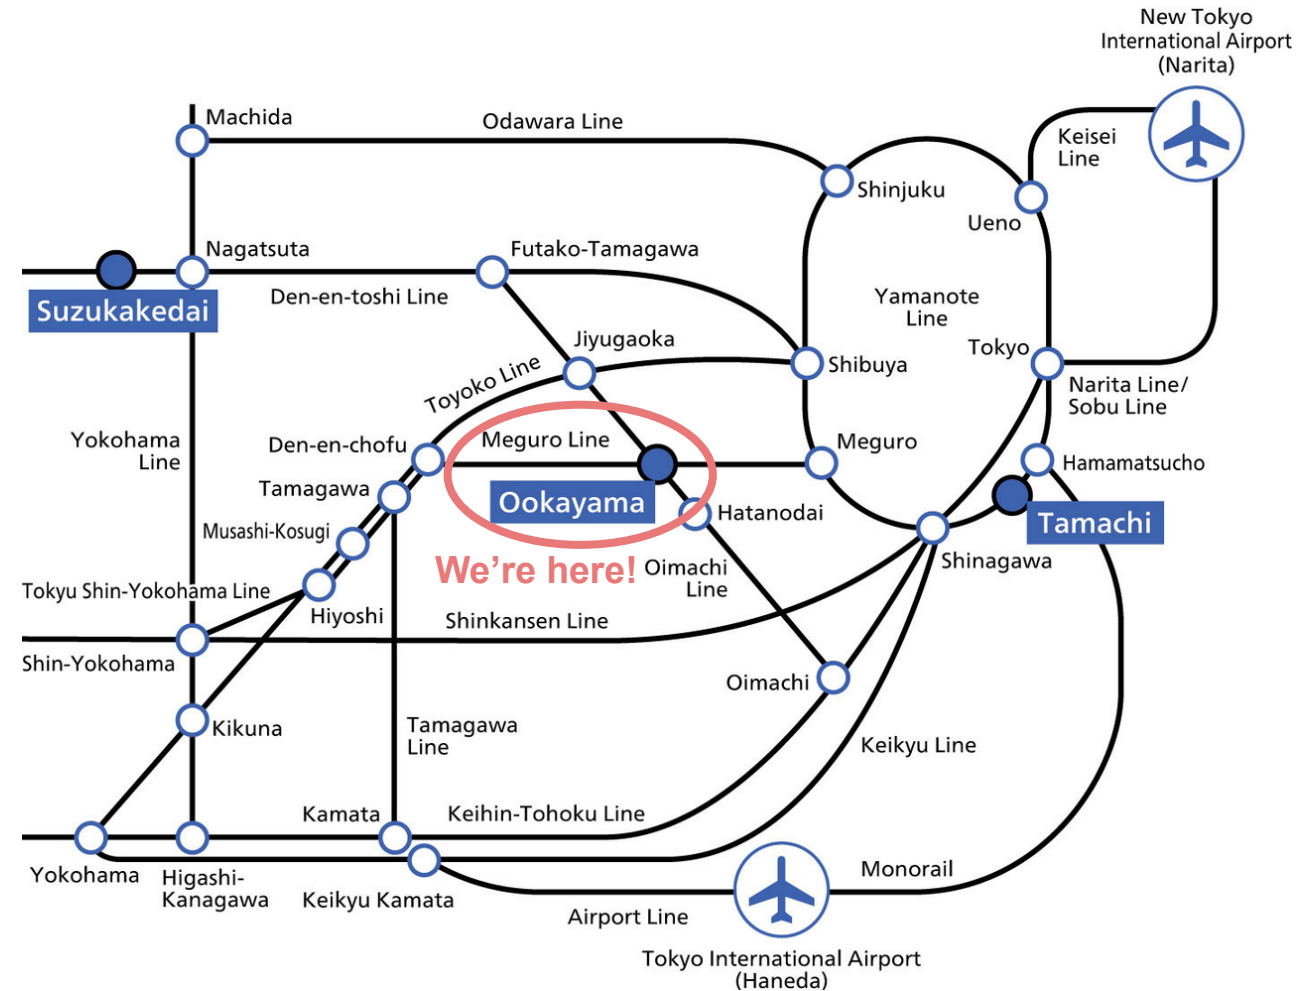 New Tokyo
International Airport
(Narita)
Machida
Odawara Line
Keisei
Line
Shinjuku
Ueno
Nagatsuta
Futako-Tamagawa
Suzukakedai
Den-en-toshi Line
Yamanote
Line
Jiyugaoka
Tokyo
Toyoko Line
Shibuya
Narita Line/
Sobu Line
Yokohama
Line
Den-en-chofu
Meguro Line
Meguro
Hamamatsucho
Tamagawa
Ookayama
Hatanodai
Tamachi
Musashi-Kosugi
We're here!
Oimachi
Line
Shinagawa
Tokyu Shin-Yokohama Line
Hiyoshi
Shinkansen Line
Shin-Yokohama
Oimachi
Kikuna
Tamagawa
Line
Keikyu Line
Kamata
Keihin-Tohoku Line
Yokohama
Higashi-
Kanagawa
Keikyu Kamata
Monorail
Airport Line
Tokyo International Airport
(Haneda)